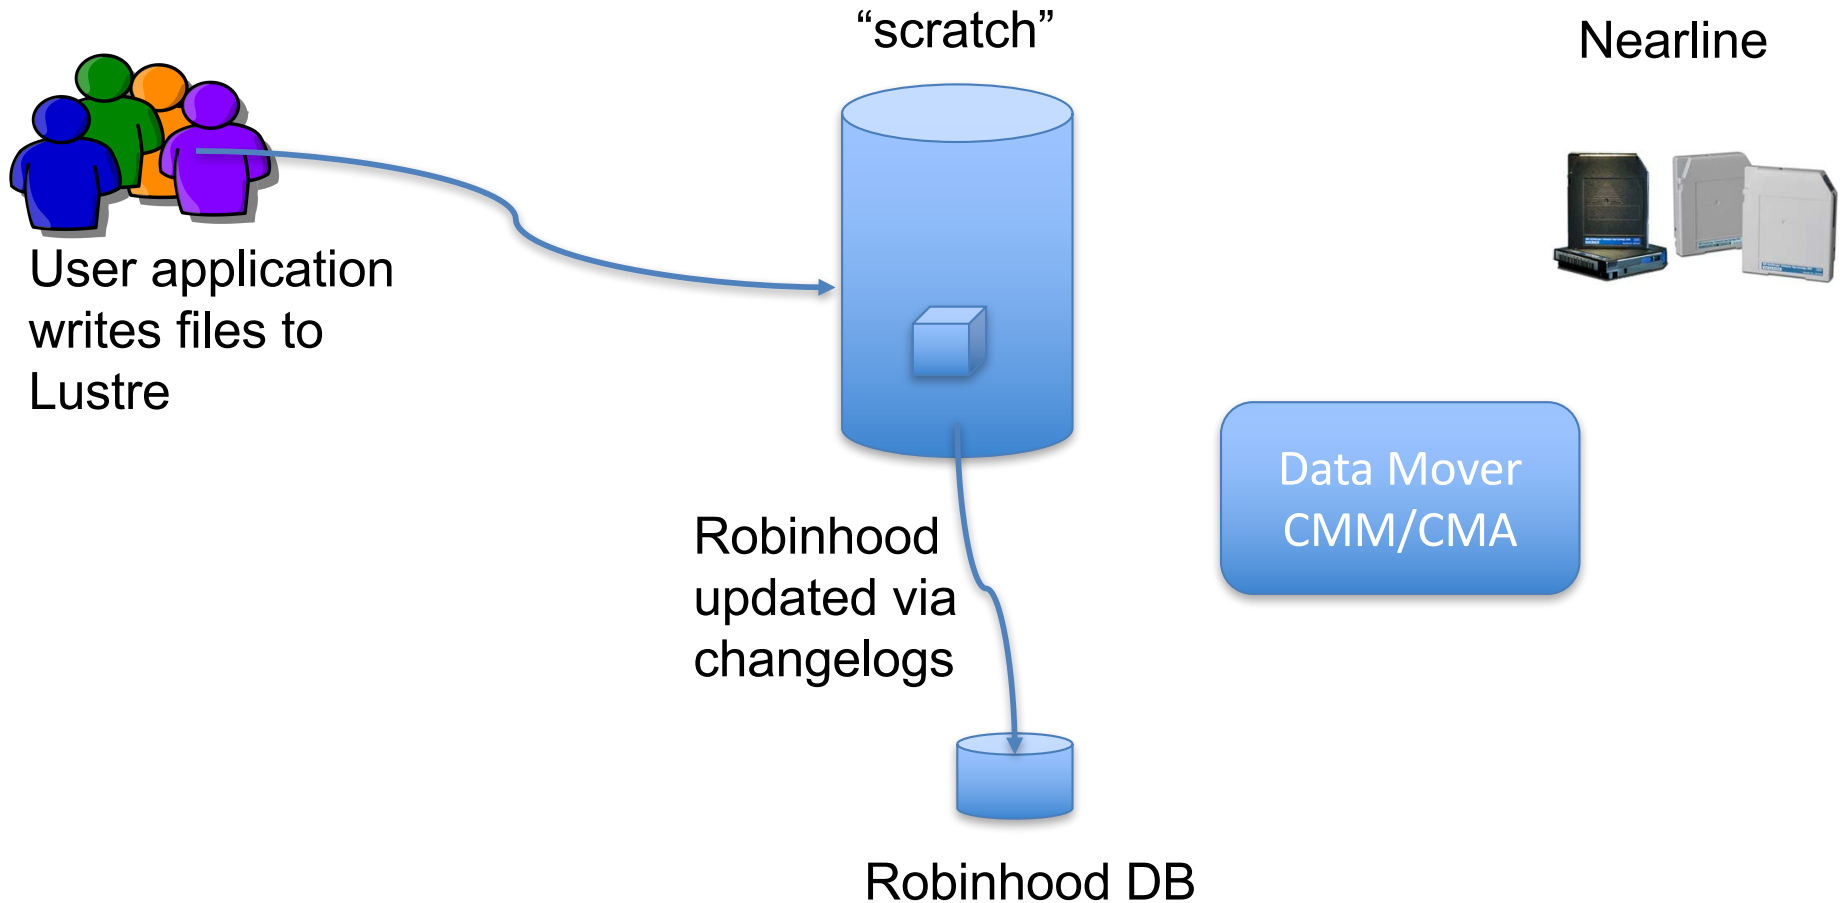 “scratch”
Nearline
User application
writes files to
Lustre
Data Mover
CMM/CMA
Robinhood
updated via
changelogs
Robinhood DB